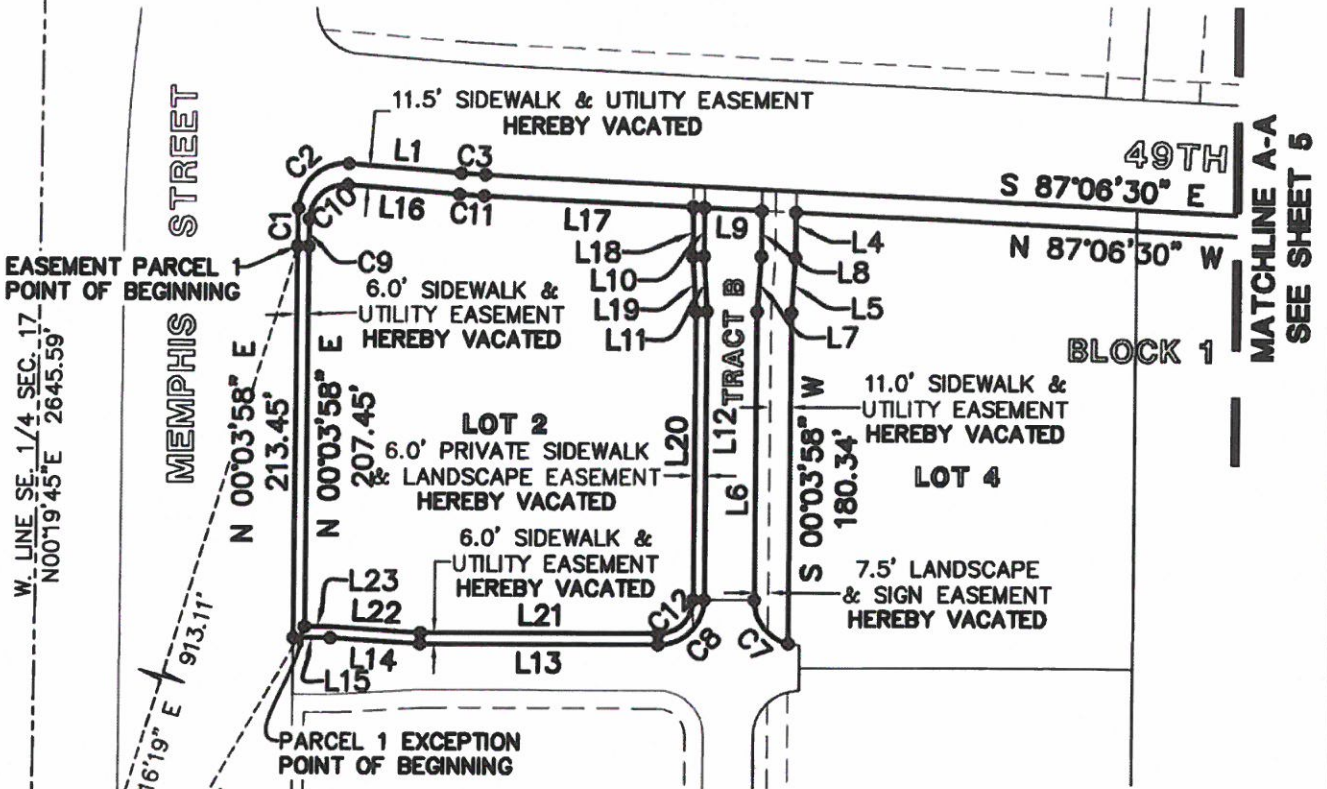 11.5' SIDEWALK & UTILITY EASEMENT
HEREBY VACATED
49TH
S 87°06'30" E
N 87°06'30" W
MATCHLINE A-A
SEE SHEET 5
MEMPHIS STREET
C2
L1
C3
C10
L16
C11
L17
C1
C9
L9
L18
L10
L19
L11
L4
L8
L5
L7
EASEMENT PARCEL 1
POINT OF BEGINNING
6.0' SIDEWALK &
UTILITY EASEMENT
HEREBY VACATED
TRACT B
BLOCK 1
W. LINE SE. 1/4 SEC. 17
N00°19'45"E 2645.59'
N 00°03'58" E
213.45'
N 00°03'58" E
207.45'
LOT 2
6.0' PRIVATE SIDEWALK
& LANDSCAPE EASEMENT
HEREBY VACATED
L20
L12
L6
S 00°03'58" W
180.34'
11.0' SIDEWALK &
UTILITY EASEMENT
HEREBY VACATED
LOT 4
6.0' SIDEWALK &
UTILITY EASEMENT
HEREBY VACATED
7.5' LANDSCAPE
& SIGN EASEMENT
HEREBY VACATED
L23
L22
L21
C12
C8
C7
L15
L14
L13
16'19" E 913.11'
PARCEL 1 EXCEPTION
POINT OF BEGINNING